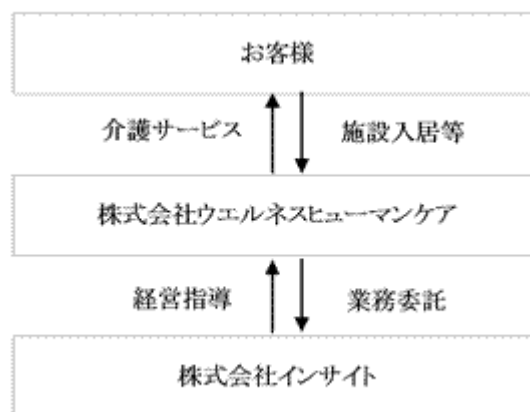 お客様
介護サービス
施設入居等
株式会社ウエルネスヒューマンケア
経営指導
業務委託
株式会社インサイト